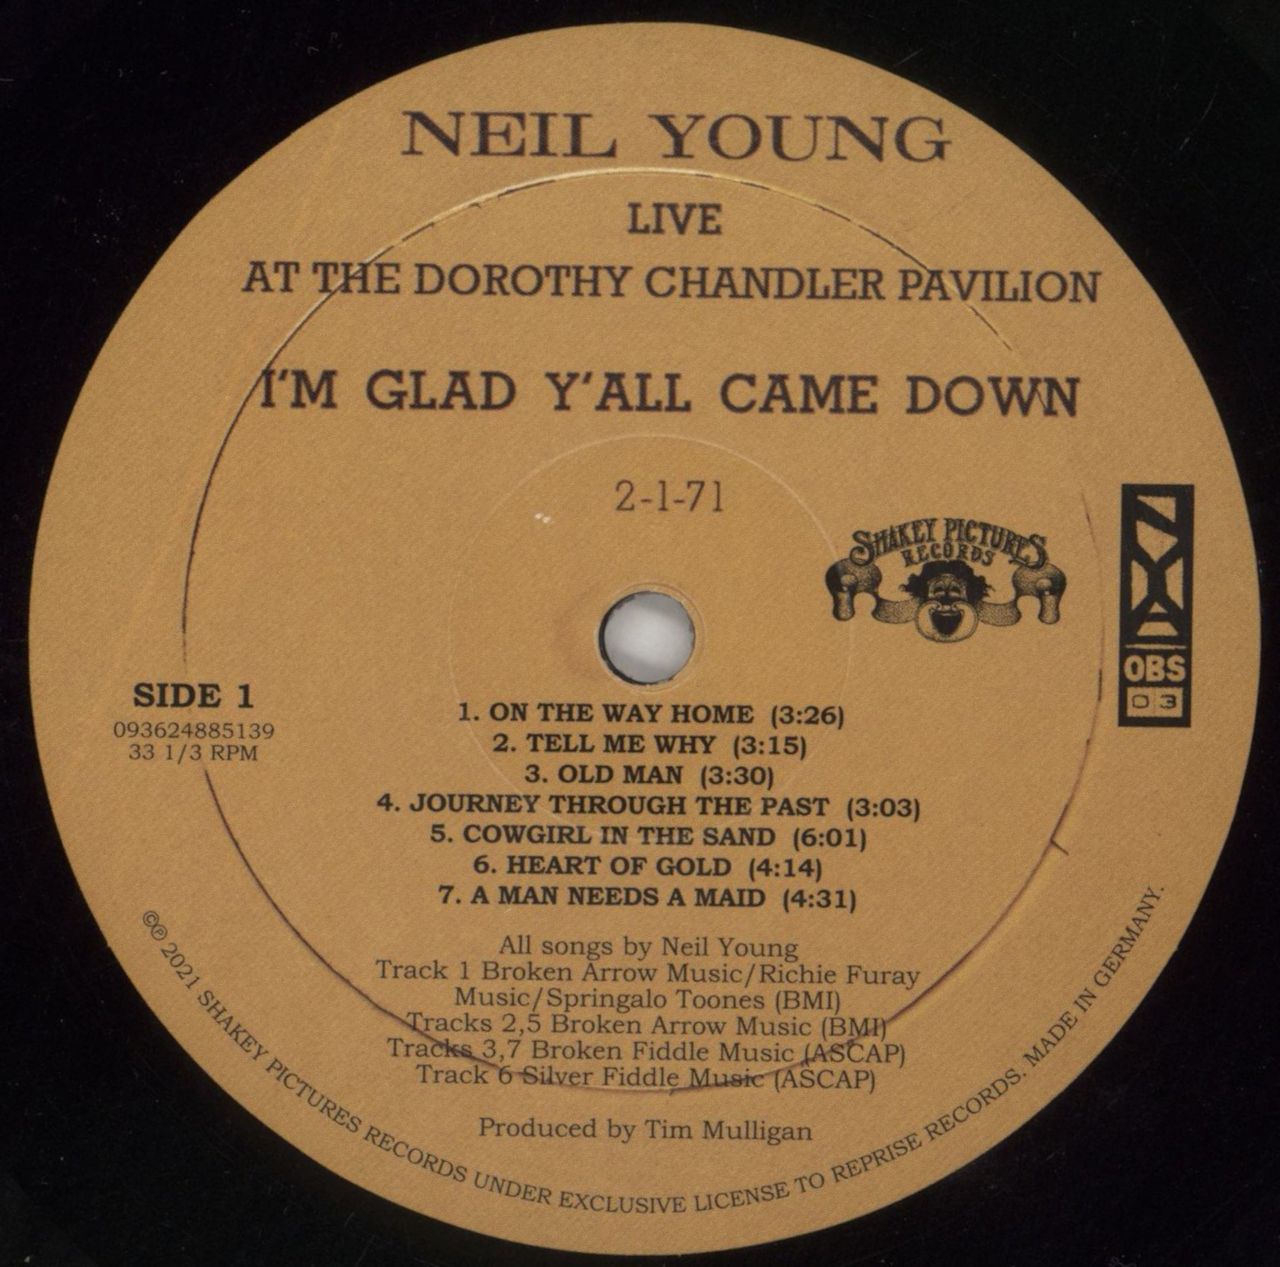 NEIL YOUNG
LIVE
AT THE DOROTHY CHANDLER PAVILION
I'M GLAD Y'ALL CAME DOWN
2-1-71
SHAKEY PICTURES
RECORDS
NYA
OBS
03
SIDE 1
093624885139
33 1/3 RPM
1. ON THE WAY HOME (3:26)
2. TELL ME WHY (3:15)
3. OLD MAN (3:30)
4. JOURNEY THROUGH THE PAST (3:03)
5. COWGIRL IN THE SAND (6:01)
6. HEART OF GOLD (4:14)
7. A MAN NEEDS A MAID (4:31)
All songs by Neil Young
Track 1 Broken Arrow Music/Richie Furay
Music/Springalo Toones (BMI)
Tracks 2,5 Broken Arrow Music (BMI)
Tracks 3,7 Broken Fiddle Music (ASCAP)
Track 6 Silver Fiddle Music (ASCAP)
Produced by Tim Mulligan
©℗ 2021 SHAKEY PICTURES RECORDS UNDER EXCLUSIVE LICENSE TO REPRISE RECORDS. MADE IN GERMANY.